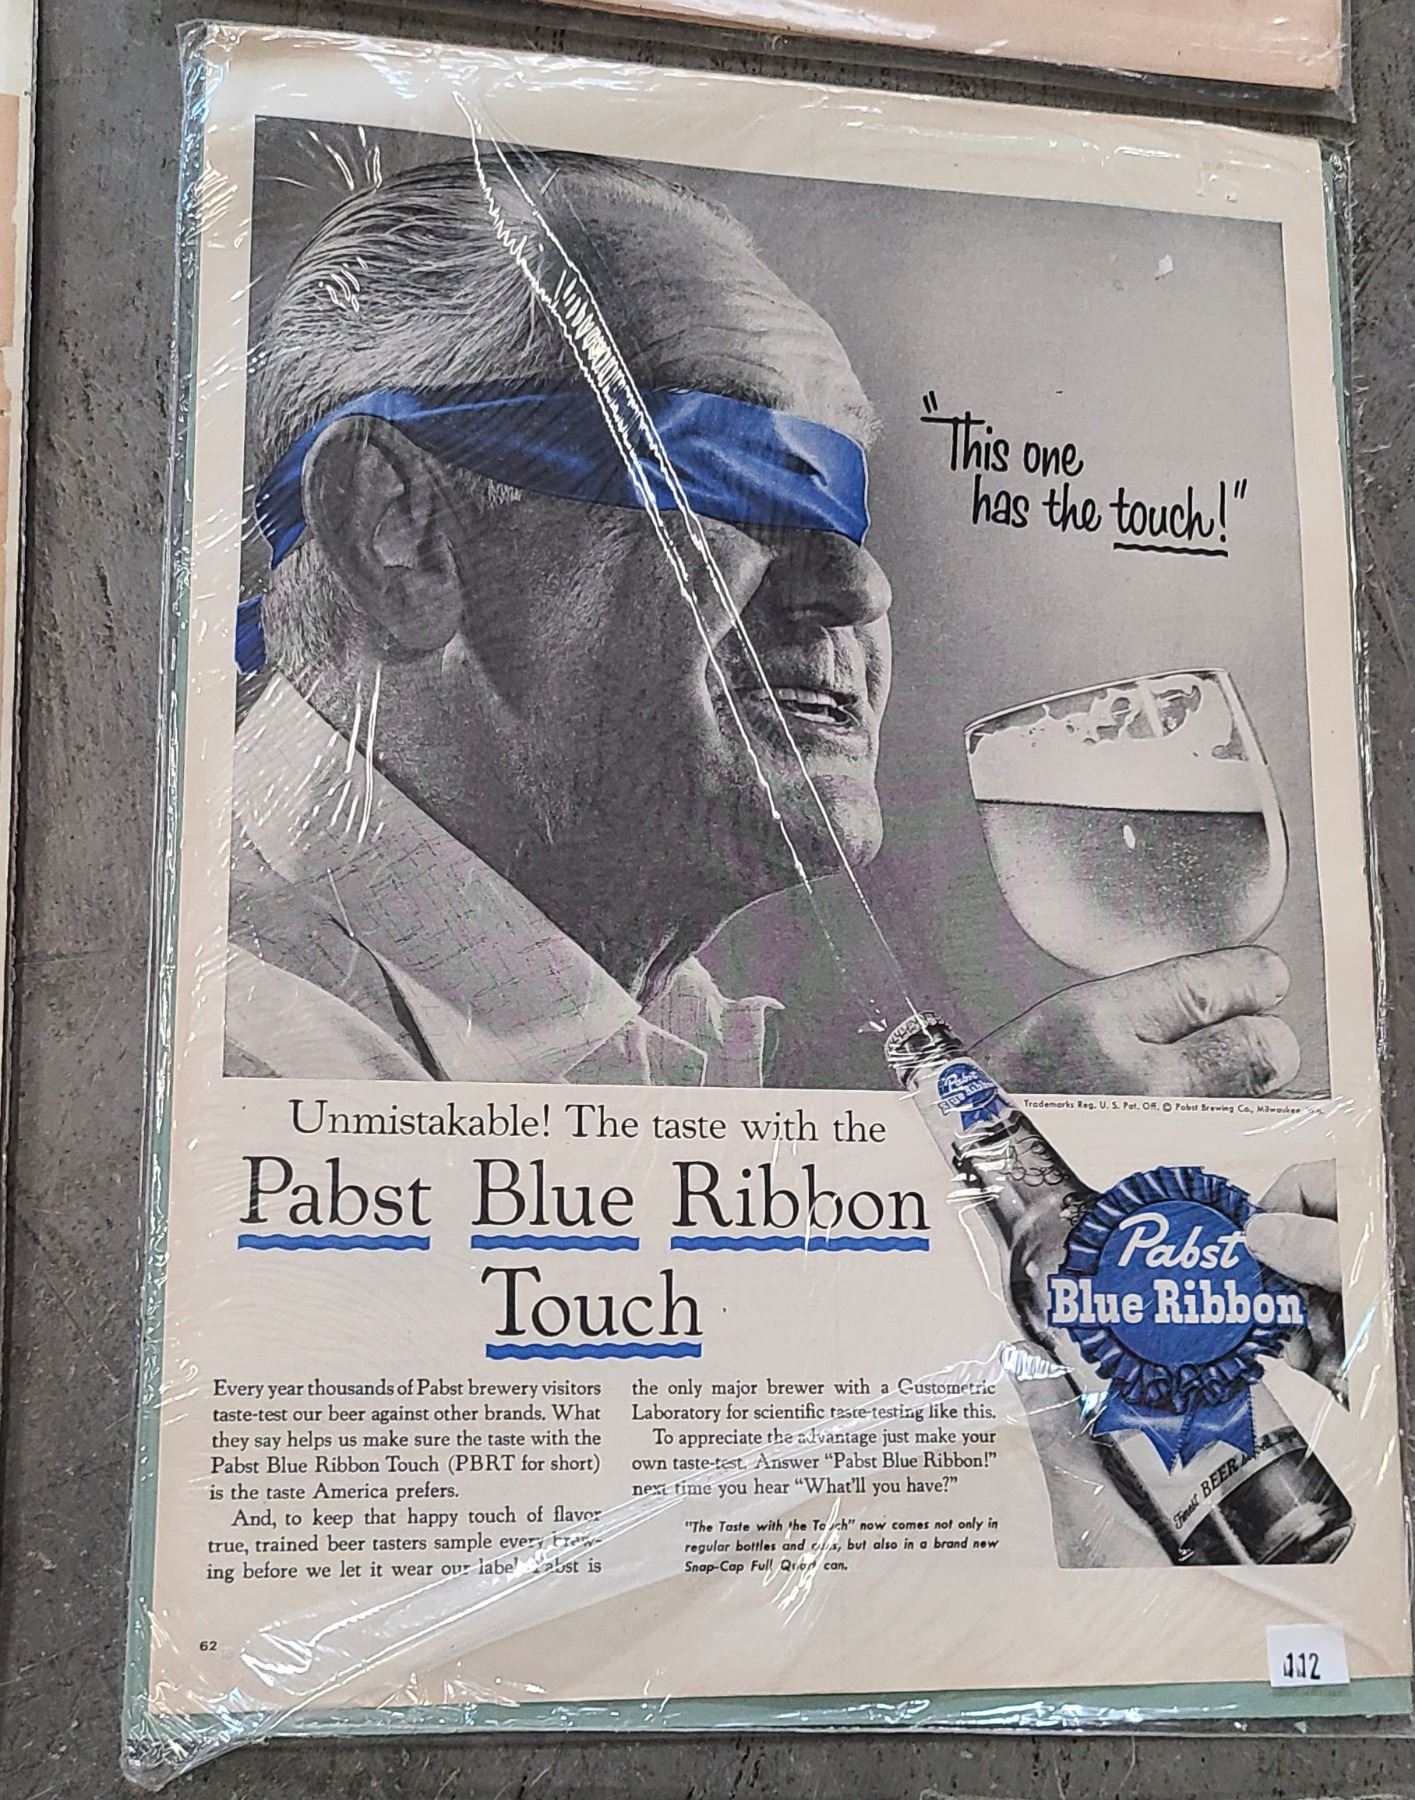 "This one
has the touch!"
Trademarks Reg. U. S. Pat. Off. © Pabst Brewing Co., Milwaukee
Pabst
Blue Ribbon
Unmistakable! The taste with the
Pabst Blue Ribbon
Touch
Pabst
Blue Ribbon
Finest BEER
Every year thousands of Pabst brewery visitors
taste-test our beer against other brands. What
they say helps us make sure the taste with the
Pabst Blue Ribbon Touch (PBRT for short)
is the taste America prefers.
And, to keep that happy touch of flavor
true, trained beer tasters sample every brew-
ing before we let it wear our label. Pabst is
the only major brewer with a Gustometric
Laboratory for scientific taste-testing like this.
To appreciate the advantage just make your
own taste-test. Answer "Pabst Blue Ribbon!"
next time you hear "What'll you have?"
"The Taste with the Touch" now comes not only in
regular bottles and cans, but also in a brand new
Snap-Cap Full Quart can.
62
112